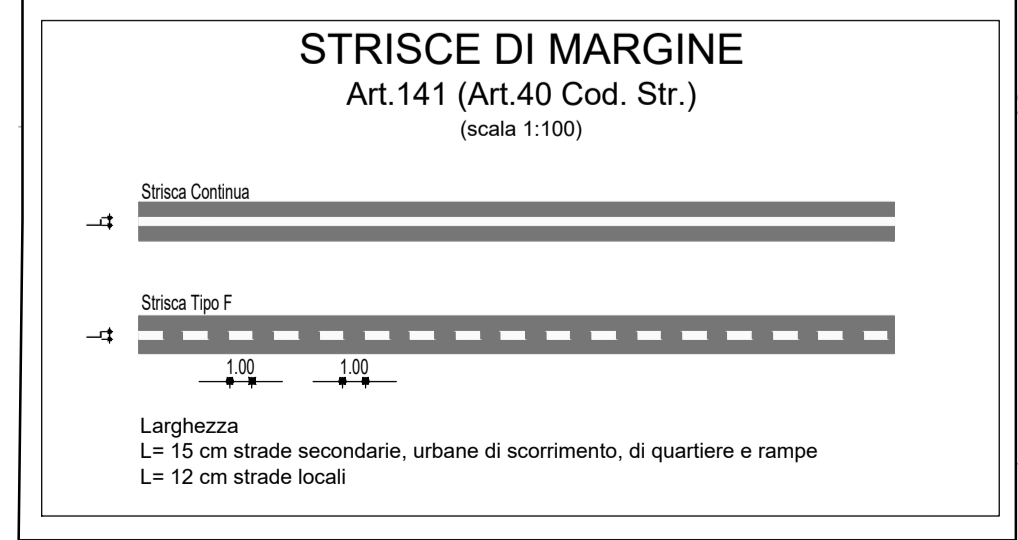 STRISCE DI MARGINE
Art.141 (Art.40 Cod. Str.)
(scala 1:100)
Strisca Continua
Strisca Tipo F
1.00 1.00
Larghezza
L= 15 cm strade secondarie, urbane di scorrimento, di quartiere e rampe
L= 12 cm strade locali